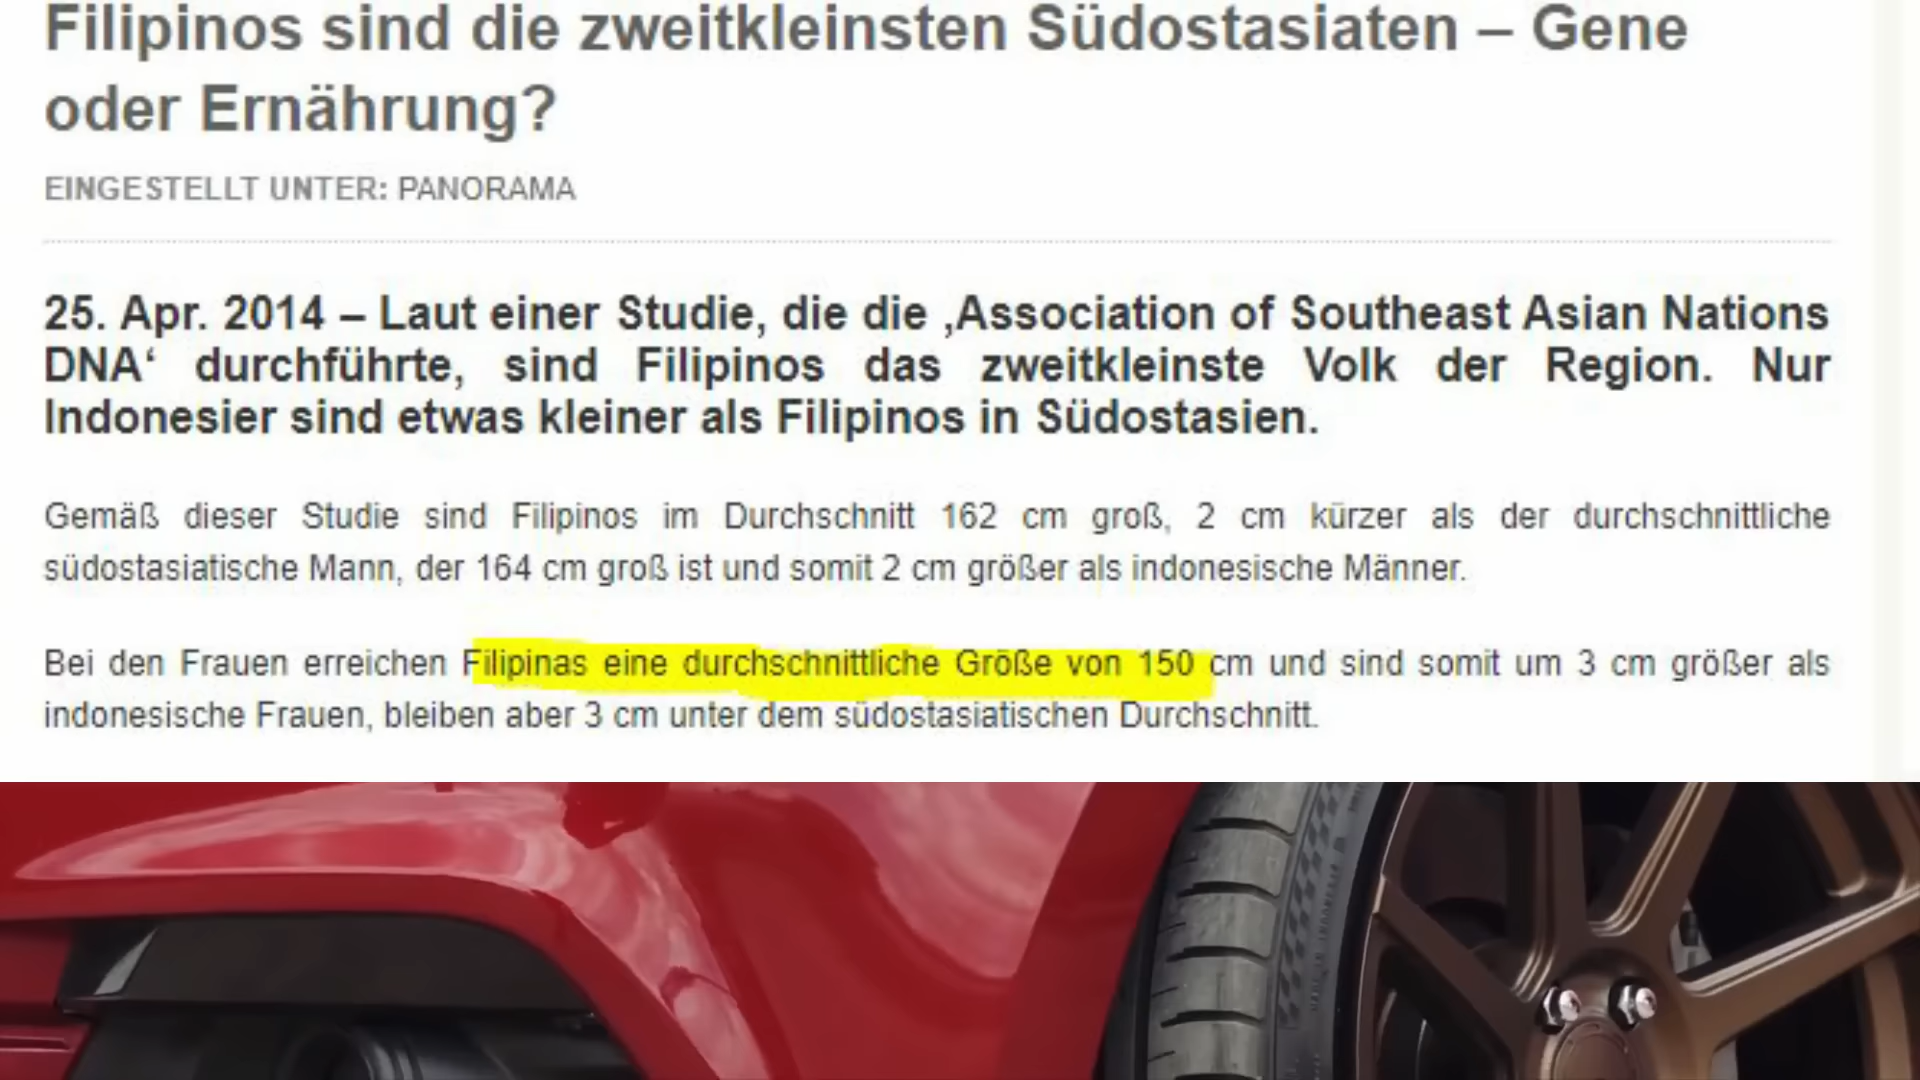 Filipinos sind die zweitkleinsten Südostasiaten – Gene
oder Ernährung?
EINGESTELLT UNTER: PANORAMA
25. Apr. 2014 – Laut einer Studie, die die ‚Association of Southeast Asian Nations
DNA‘ durchführte, sind Filipinos das zweitkleinste Volk der Region. Nur
Indonesier sind etwas kleiner als Filipinos in Südostasien.
Gemäß dieser Studie sind Filipinos im Durchschnitt 162 cm groß, 2 cm kürzer als der durchschnittliche
südostasiatische Mann, der 164 cm groß ist und somit 2 cm größer als indonesische Männer.
Bei den Frauen erreichen Filipinas eine durchschnittliche Größe von 150 cm und sind somit um 3 cm größer als
indonesische Frauen, bleiben aber 3 cm unter dem südostasiatischen Durchschnitt.